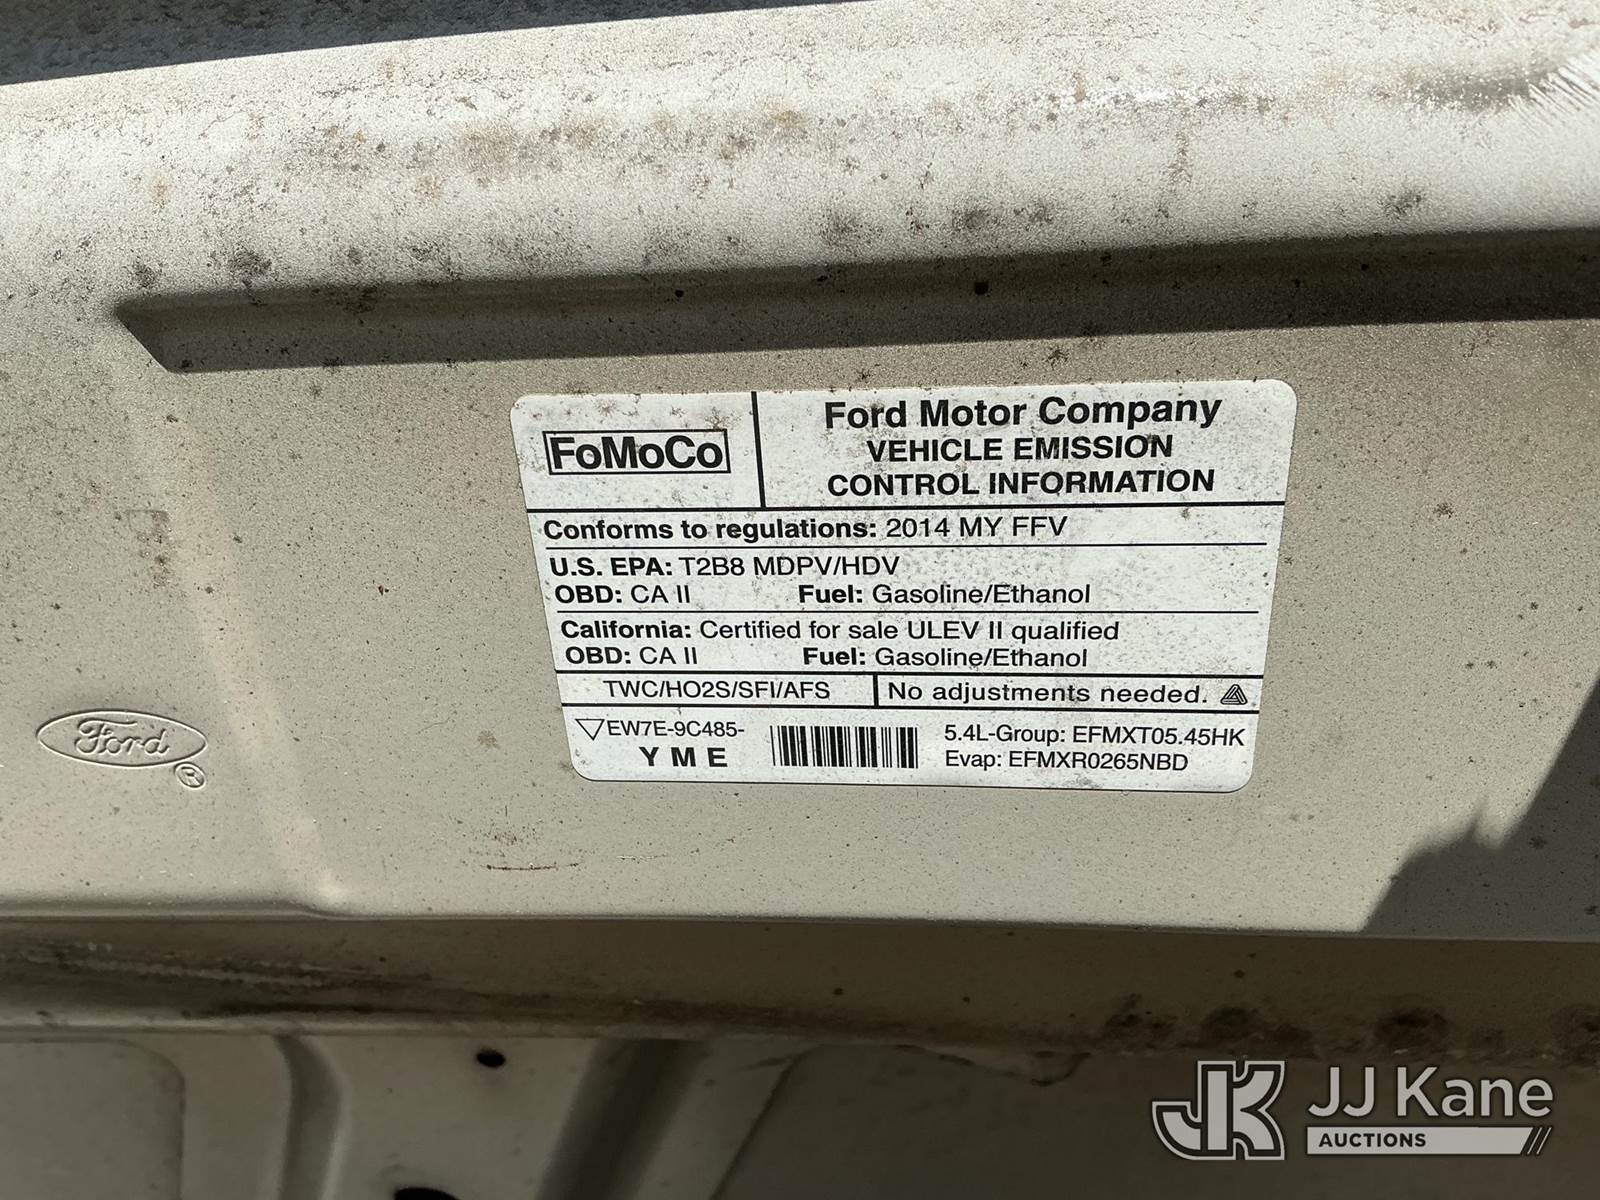 FoMoCo
Ford Motor Company
VEHICLE EMISSION
CONTROL INFORMATION
Conforms to regulations: 2014 MY FFV
U.S. EPA: T2B8 MDPV/HDV
OBD: CA II Fuel: Gasoline/Ethanol
California: Certified for sale ULEV II qualified
OBD: CA II Fuel: Gasoline/Ethanol
TWC/HO2S/SFI/AFS No adjustments needed.
EW7E-9C485-
Y M E
5.4L-Group: EFMXT05.45HK
Evap: EFMXR0265NBD
Ford
®
JK JJ Kane
AUCTIONS